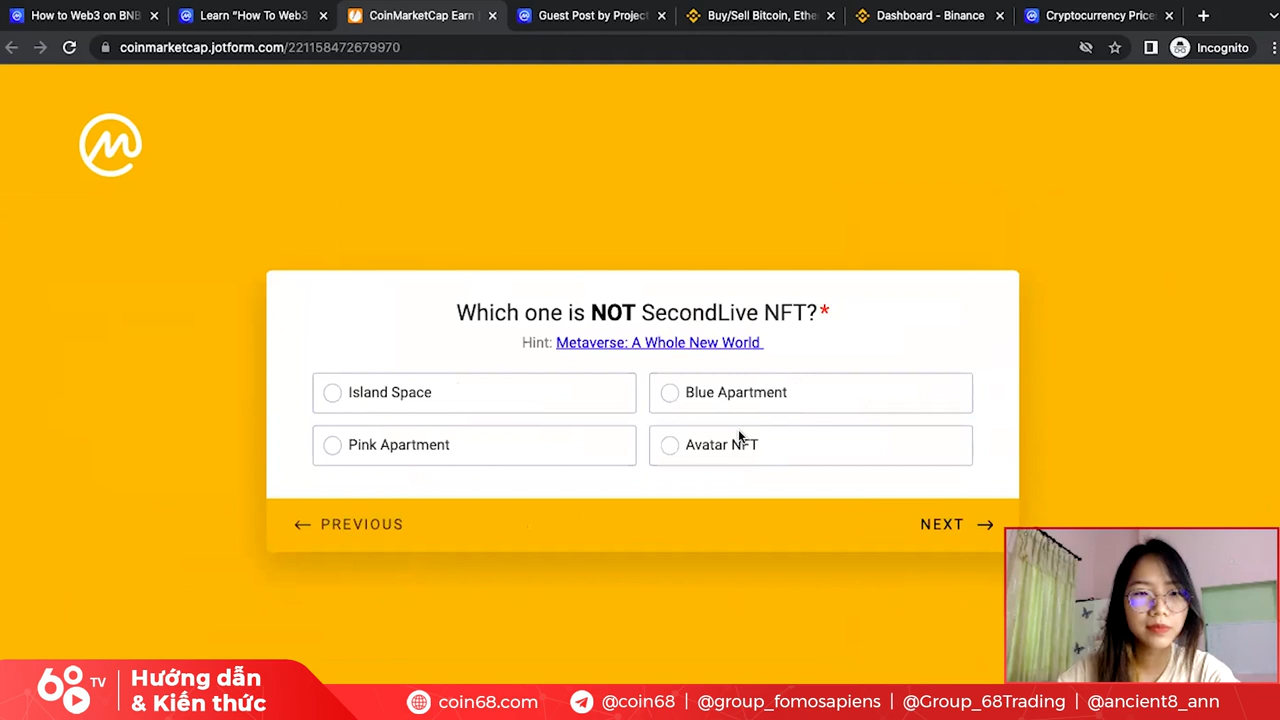 How to Web3 on BNB
Learn "How To Web3
CoinMarketCap Earn
Guest Post by Project
Buy/Sell Bitcoin, Ethe
Dashboard - Binance
Cryptocurrency Price
coinmarketcap.jotform.com/221158472679970
Incognito
Which one is NOT SecondLive NFT?*
Hint: Metaverse: A Whole New World
Island Space
Blue Apartment
Pink Apartment
Avatar NFT
← PREVIOUS
NEXT →
68 TV
Hướng dẫn
& Kiến thức
coin68.com
@coin68 | @group_fomosapiens | @Group_68Trading | @ancient8_ann